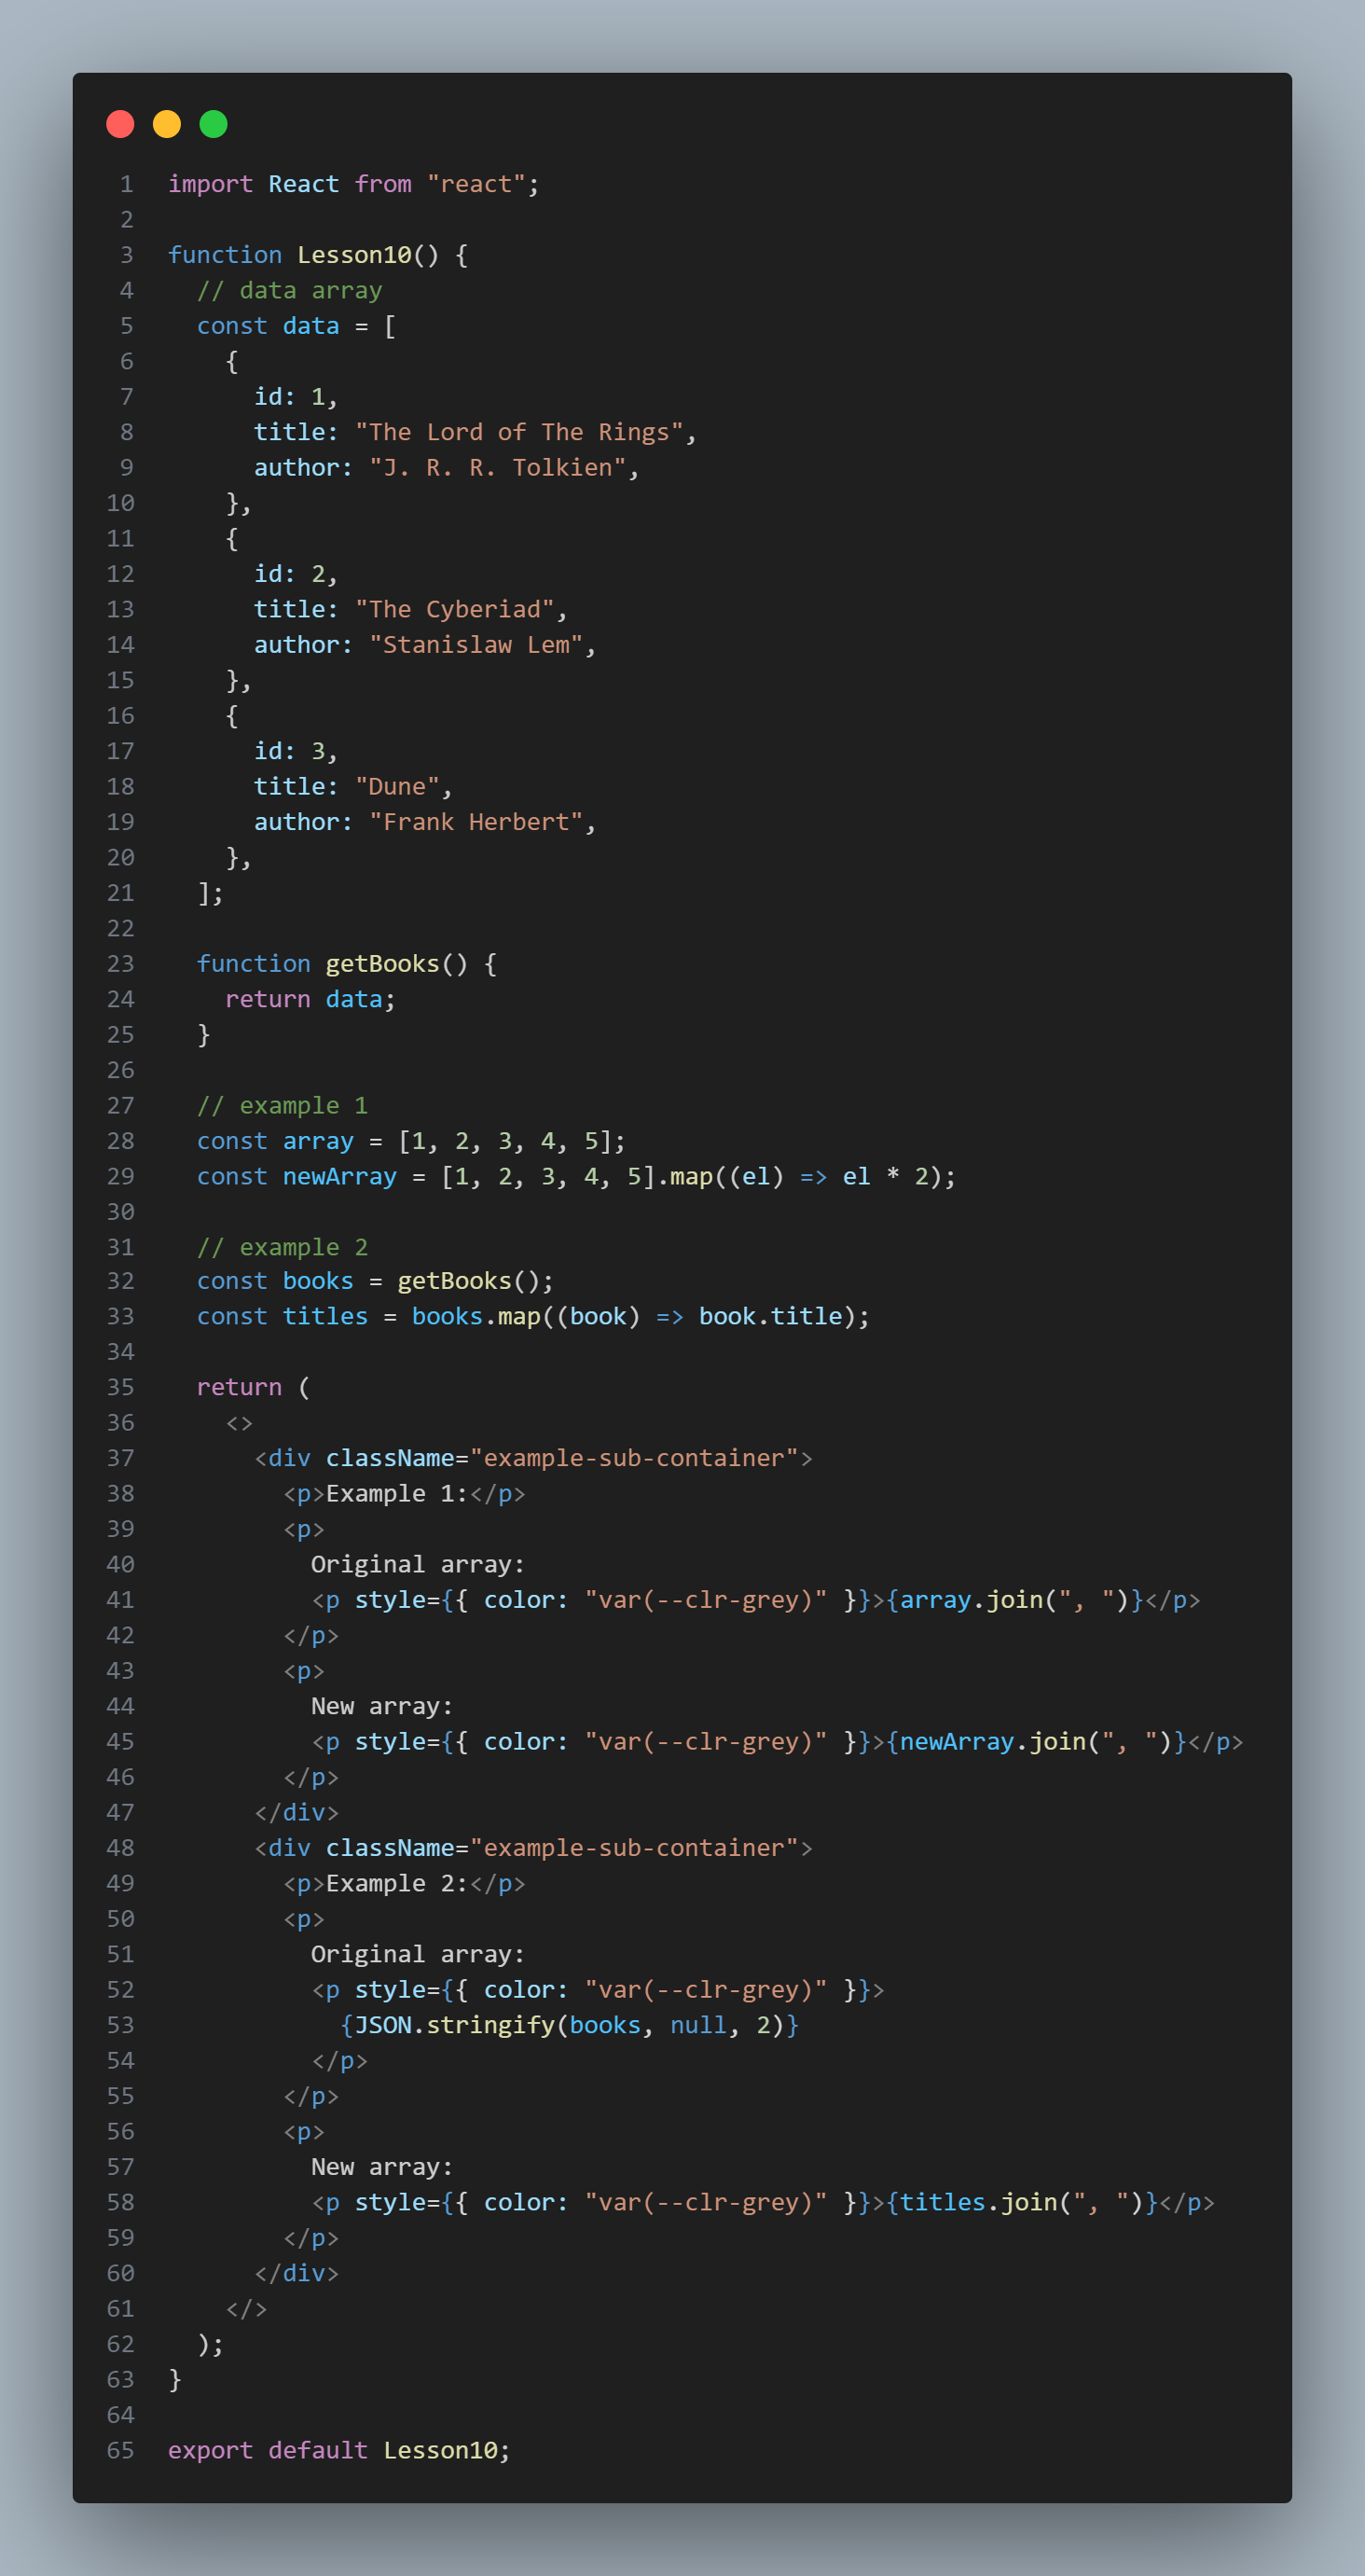 1 import React from "react";
2
3 function Lesson10() {
4   // data array
5   const data = [
6     {
7       id: 1,
8       title: "The Lord of The Rings",
9       author: "J. R. R. Tolkien",
10     },
11     {
12       id: 2,
13       title: "The Cyberiad",
14       author: "Stanislaw Lem",
15     },
16     {
17       id: 3,
18       title: "Dune",
19       author: "Frank Herbert",
20     },
21   ];
22
23   function getBooks() {
24     return data;
25   }
26
27   // example 1
28   const array = [1, 2, 3, 4, 5];
29   const newArray = [1, 2, 3, 4, 5].map((el) => el * 2);
30
31   // example 2
32   const books = getBooks();
33   const titles = books.map((book) => book.title);
34
35   return (
36     <>
37       <div className="example-sub-container">
38         <p>Example 1:</p>
39         <p>
40           Original array:
41           <p style={{ color: "var(--clr-grey)" }}>{array.join(", ")}</p>
42         </p>
43         <p>
44           New array:
45           <p style={{ color: "var(--clr-grey)" }}>{newArray.join(", ")}</p>
46         </p>
47       </div>
48       <div className="example-sub-container">
49         <p>Example 2:</p>
50         <p>
51           Original array:
52           <p style={{ color: "var(--clr-grey)" }}>
53             {JSON.stringify(books, null, 2)}
54           </p>
55         </p>
56         <p>
57           New array:
58           <p style={{ color: "var(--clr-grey)" }}>{titles.join(", ")}</p>
59         </p>
60       </div>
61     </>
62   );
63 }
64
65 export default Lesson10;